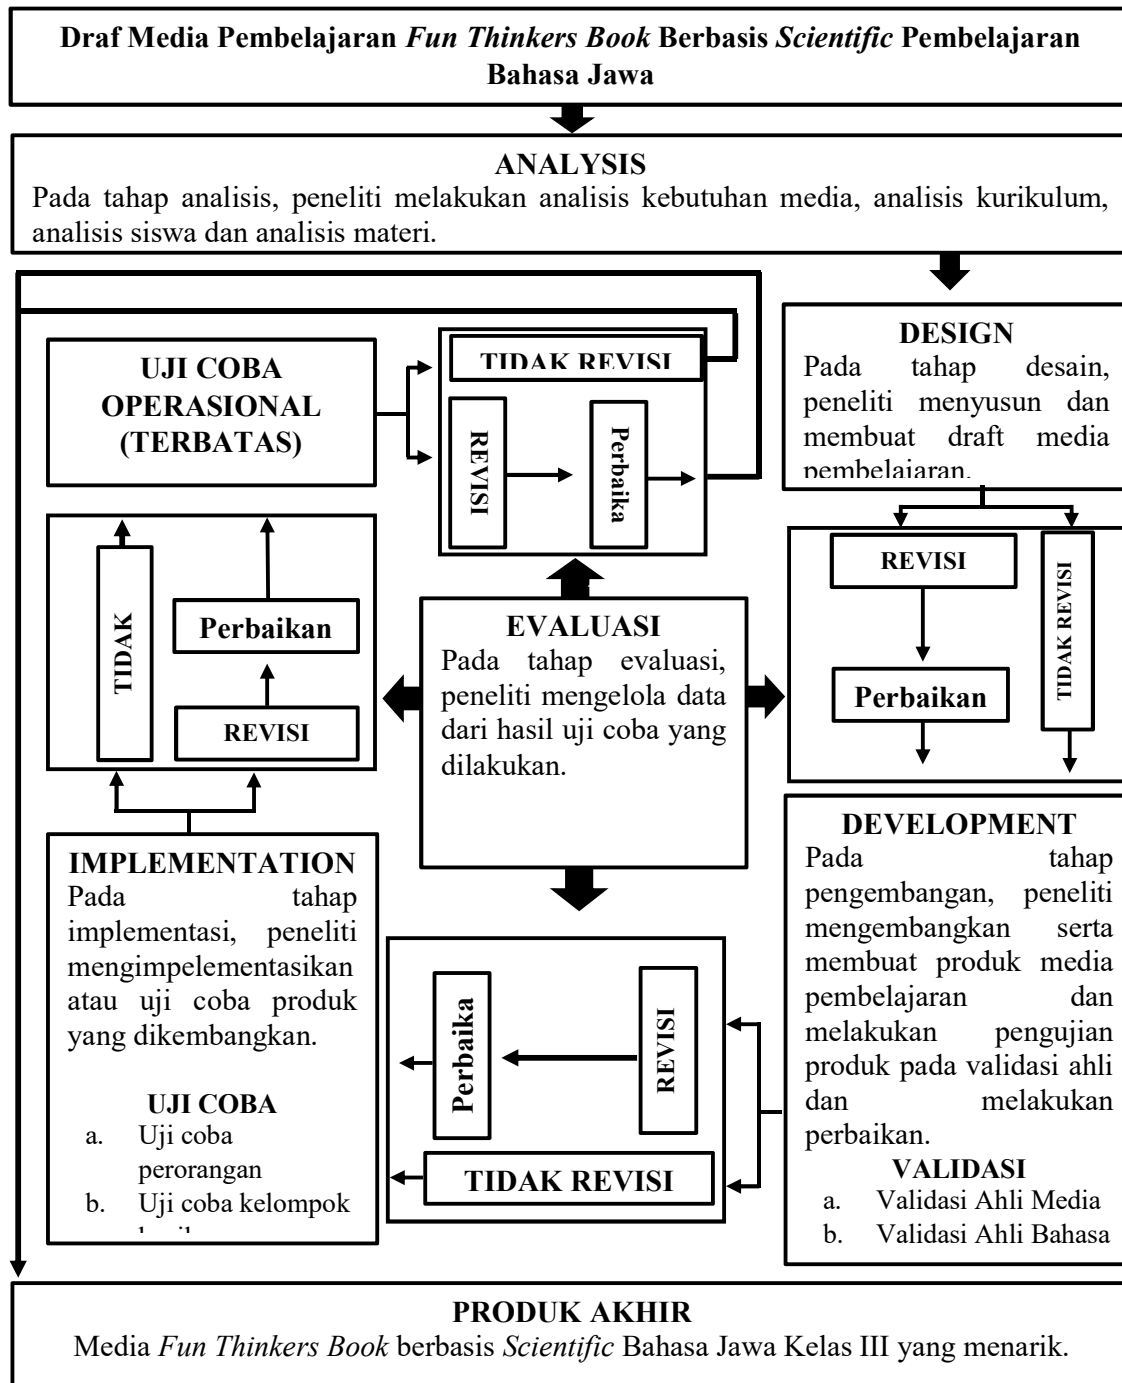 Draf Media Pembelajaran Fun Thinkers Book Berbasis Scientific Pembelajaran
Bahasa Jawa
ANALYSIS
Pada tahap analisis, peneliti melakukan analisis kebutuhan media, analisis kurikulum,
analisis siswa dan analisis materi.
DESIGN
Pada tahap desain,
peneliti menyusun dan
membuat draft media
pembelajaran.
REVISI
TIDAK REVISI
Perbaikan
DEVELOPMENT
Pada tahap
pengembangan, peneliti
mengembangkan serta
membuat produk media
pembelajaran dan
melakukan pengujian
produk pada validasi ahli
dan melakukan
perbaikan.
VALIDASI
a. Validasi Ahli Media
b. Validasi Ahli Bahasa
EVALUASI
Pada tahap evaluasi,
peneliti mengelola data
dari hasil uji coba yang
dilakukan.
REVISI
Perbaika
TIDAK REVISI
IMPLEMENTATION
Pada tahap
implementasi, peneliti
mengimpelementasikan
atau uji coba produk
yang dikembangkan.
UJI COBA
a. Uji coba
perorangan
b. Uji coba kelompok
TIDAK
REVISI
Perbaikan
UJI COBA
OPERASIONAL
(TERBATAS)
TIDAK REVISI
REVISI
Perbaika
PRODUK AKHIR
Media Fun Thinkers Book berbasis Scientific Bahasa Jawa Kelas III yang menarik.